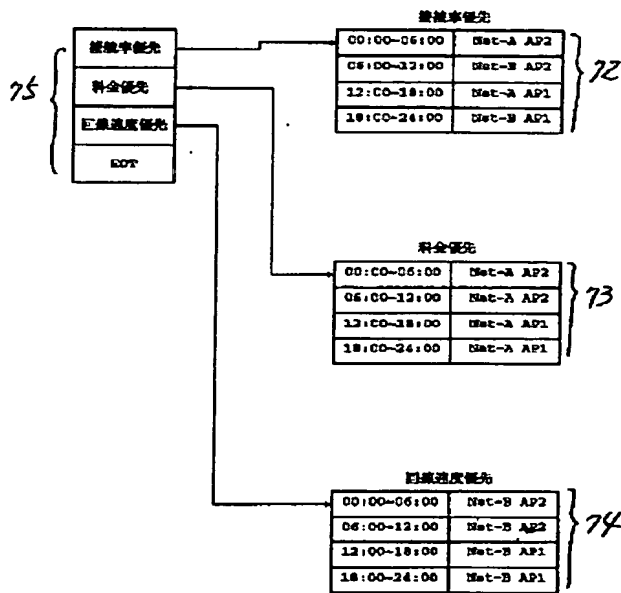 接続率優先
料金優先
回線速度優先
EOT
75
接続率優先
00:00~06:00 Net-A AP2
06:00~12:00 Net-B AP2
12:00~18:00 Net-A AP1
18:00~24:00 Net-B AP1
72
料金優先
00:00~06:00 Net-A AP2
06:00~12:00 Net-A AP2
12:00~18:00 Net-A AP1
18:00~24:00 Net-A AP1
73
回線速度優先
00:00~06:00 Net-B AP2
06:00~12:00 Net-B AP2
12:00~18:00 Net-B AP1
18:00~24:00 Net-B AP1
74